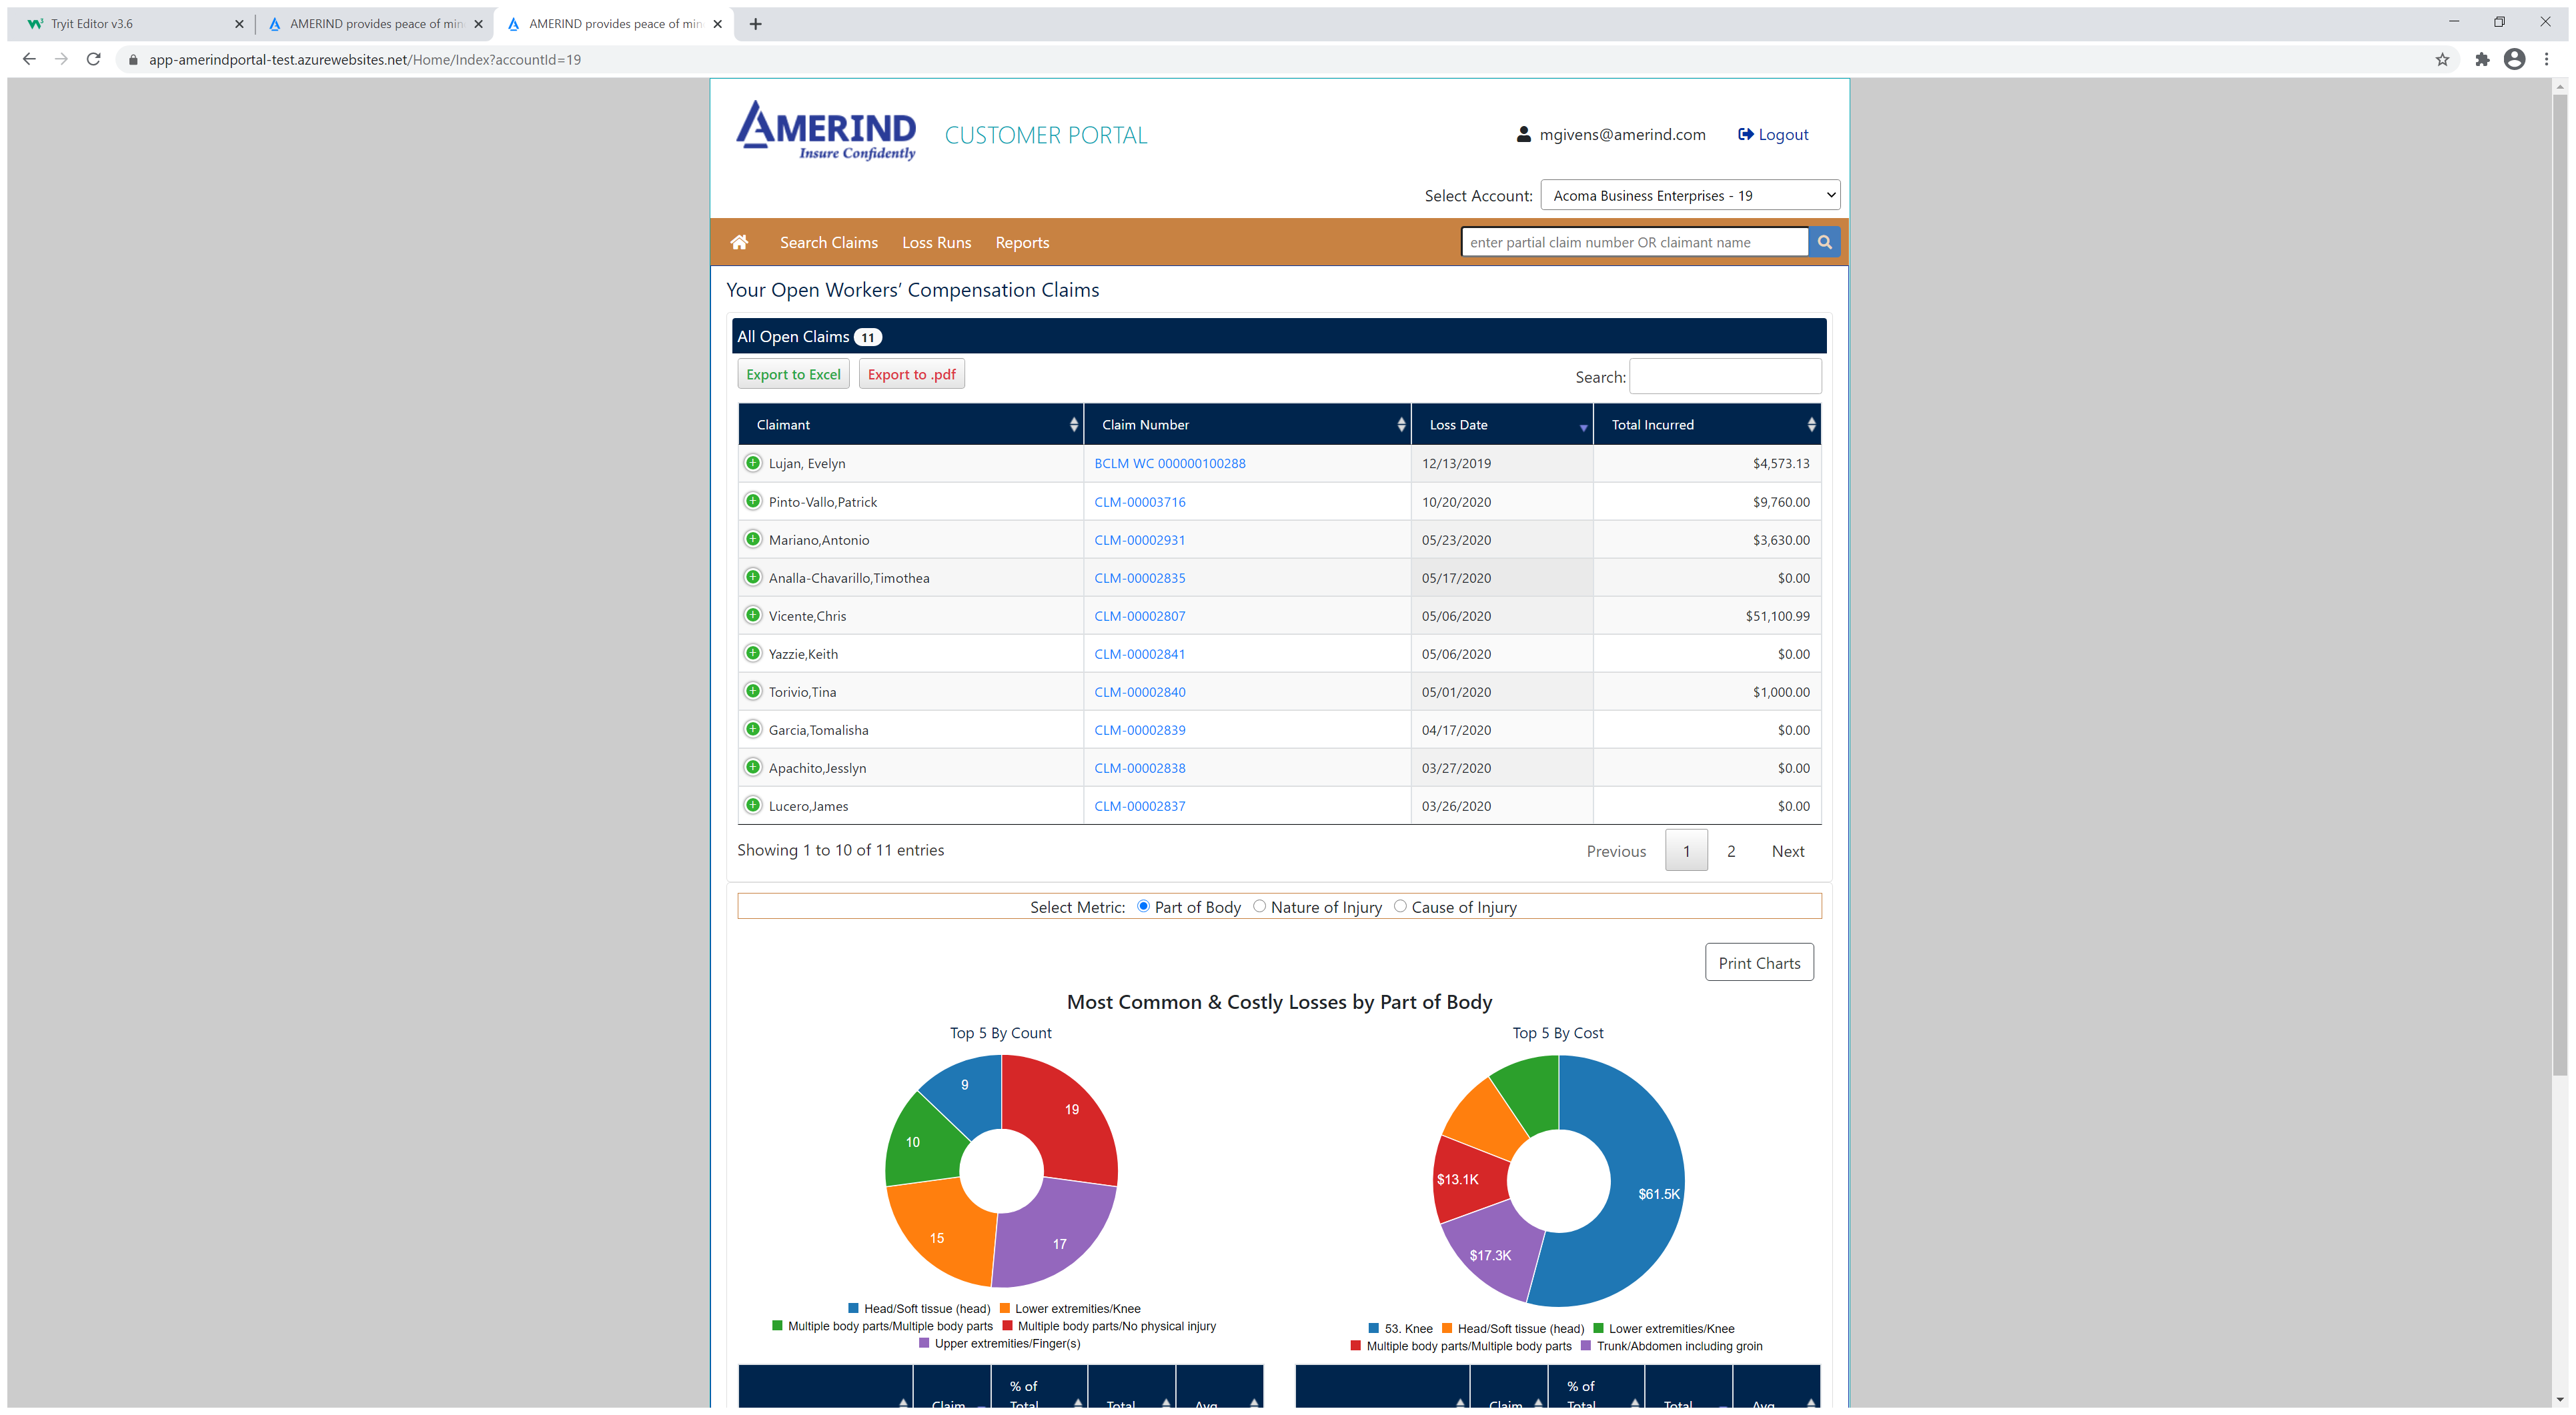 Tryit Editor v3.6
AMERIND provides peace of min
AMERIND provides peace of min
app-amerindportal-test.azurewebsites.net/Home/Index?accountId=19
AMERIND
Insure Confidently
CUSTOMER PORTAL
mgivens@amerind.com
Logout
Select Account: Acoma Business Enterprises - 19
Search Claims Loss Runs Reports
enter partial claim number OR claimant name
Your Open Workers’ Compensation Claims
All Open Claims 11
Export to Excel Export to .pdf Search:
Claimant Claim Number Loss Date Total Incurred
Lujan, Evelyn BCLM WC 000000100288 12/13/2019 $4,573.13
Pinto-Vallo,Patrick CLM-00003716 10/20/2020 $9,760.00
Mariano,Antonio CLM-00002931 05/23/2020 $3,630.00
Analla-Chavarillo,Timothea CLM-00002835 05/17/2020 $0.00
Vicente,Chris CLM-00002807 05/06/2020 $51,100.99
Yazzie,Keith CLM-00002841 05/06/2020 $0.00
Torivio,Tina CLM-00002840 05/01/2020 $1,000.00
Garcia,Tomalisha CLM-00002839 04/17/2020 $0.00
Apachito,Jesslyn CLM-00002838 03/27/2020 $0.00
Lucero,James CLM-00002837 03/26/2020 $0.00
Showing 1 to 10 of 11 entries Previous 1 2 Next
Select Metric: Part of Body Nature of Injury Cause of Injury
Print Charts
Most Common & Costly Losses by Part of Body
Top 5 By Count
9
19
10
15
17
Head/Soft tissue (head) Lower extremities/Knee
Multiple body parts/Multiple body parts Multiple body parts/No physical injury
Upper extremities/Finger(s)
Top 5 By Cost
$13.1K
$61.5K
$17.3K
53. Knee Head/Soft tissue (head) Lower extremities/Knee
Multiple body parts/Multiple body parts Trunk/Abdomen including groin
% of
Claim Total Total Avg
% of
Claim Total Total Avg